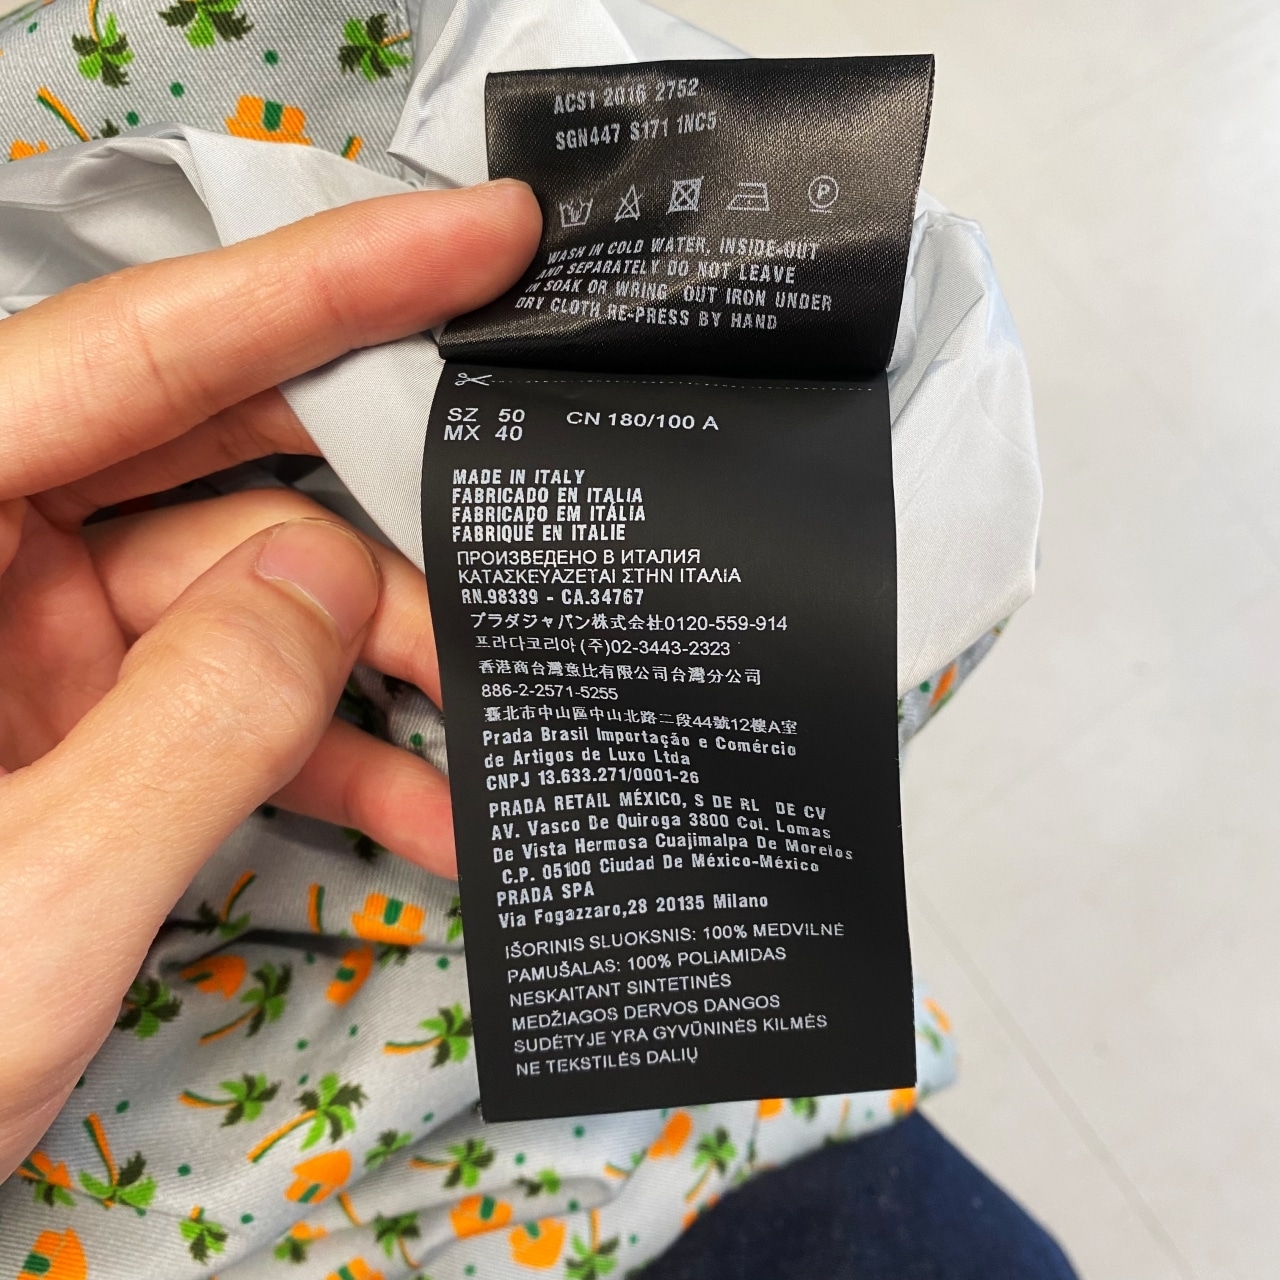 ACS1 2016 2752
SGN447 S171 1NC5
P
WASH IN COLD WATER, INSIDE-OUT
AND SEPARATELY DO NOT LEAVE
IN SOAK OR WRING OUT IRON UNDER
DRY CLOTH RE-PRESS BY HAND
SZ 50 CN 180/100 A
MX 40
MADE IN ITALY
FABRICADO EN ITALIA
FABRICADO EM ITÁLIA
FABRIQUÉ EN ITALIE
ПРОИЗВЕДЕНО В ИТАЛИЯ
ΚΑΤΑΣΚΕΥΑΖΕΤΑΙ ΣΤΗΝ ΙΤΑΛΙΑ
RN.98339 - CA.34767
プラダジャパン株式会社0120-559-914
프라다코리아(주)02-3443-2323
香港商台灣惫比有限公司台灣分公司
886-2-2571-5255
臺北市中山區中山北路二段44號12樓A室
Prada Brasil Importação e Comércio
de Artigos de Luxo Ltda
CNPJ 13.633.271/0001-26
PRADA RETAIL MÉXICO, S DE RL DE CV
AV. Vasco De Quiroga 3800 Col. Lomas
De Vista Hermosa Cuajimalpa De Morelos
C.P. 05100 Ciudad De México-México
PRADA SPA
Via Fogazzaro,28 20135 Milano
IŠORINIS SLUOKSNIS: 100% MEDVILNĖ
PAMUŠALAS: 100% POLIAMIDAS
NESKAITANT SINTETINĖS
MEDŽIAGOS DERVOS DANGOS
SUDĖTYJE YRA GYVŪNINĖS KILMĖS
NE TEKSTILĖS DALIŲ